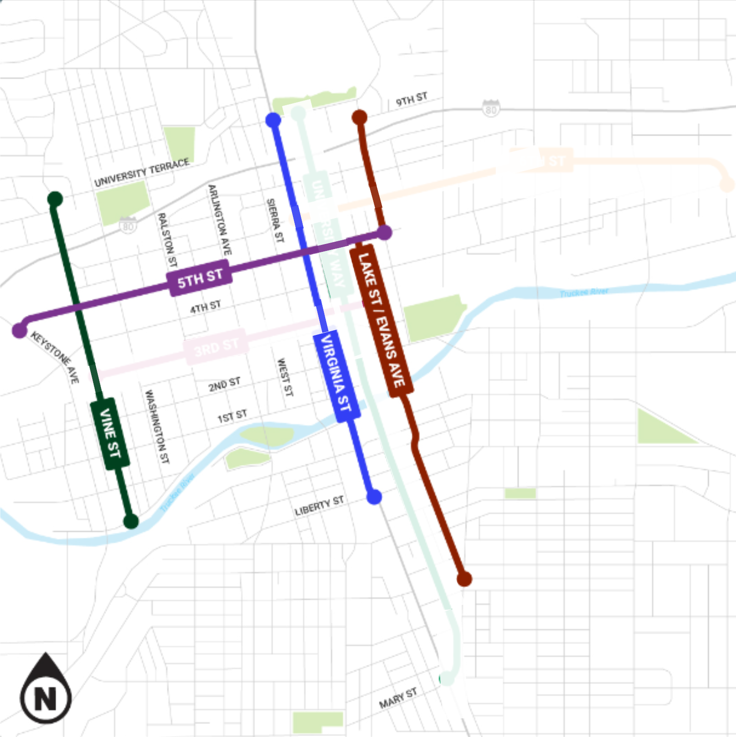 9TH ST
80
UNIVERSITY TERRACE
ST
80
RALSTON ST
ARLINGTON AVE
SIERRA ST
5TH ST
4TH ST
LAKE ST / EVANS AVE
WAY
Truckee River
KEYSTONE AVE
3RD ST
VIRGINIA ST
2ND ST
WEST ST
1ST ST
WASHINGTON ST
VINE ST
Truckee River
LIBERTY ST
MARY ST
N